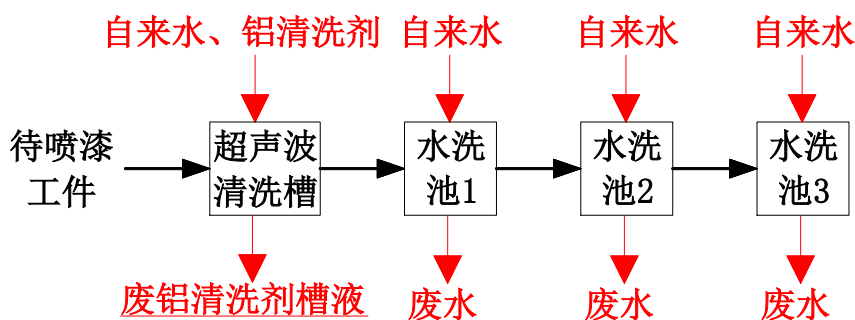 自来水、铝清洗剂 自来水 自来水 自来水
待喷漆
工件
超声波
清洗槽
水洗
池1
水洗
池2
水洗
池3
废铝清洗剂槽液 废水 废水 废水